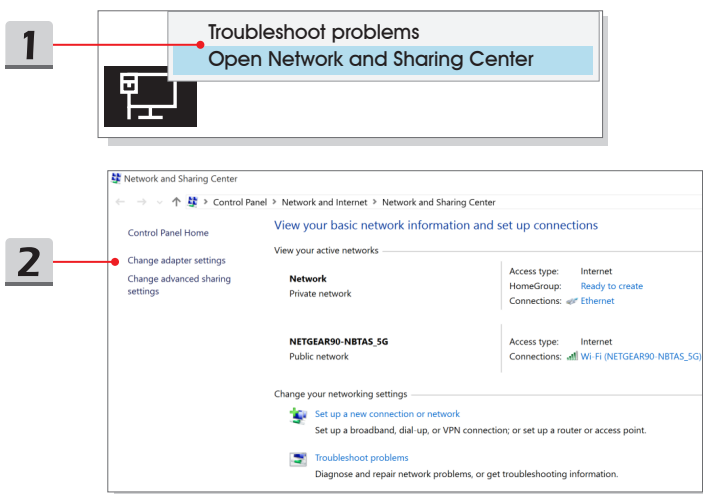 1
Troubleshoot problems
Open Network and Sharing Center
2
Network and Sharing Center
Control Panel > Network and Internet > Network and Sharing Center
Control Panel Home
Change adapter settings
Change advanced sharing
settings
View your basic network information and set up connections
View your active networks
Network
Private network
Access type: Internet
HomeGroup: Ready to create
Connections: Ethernet
NETGEAR90-NBTAS_5G
Public network
Access type: Internet
Connections: Wi-Fi (NETGEAR90-NBTAS_5G)
Change your networking settings
Set up a new connection or network
Set up a broadband, dial-up, or VPN connection; or set up a router or access point.
Troubleshoot problems
Diagnose and repair network problems, or get troubleshooting information.